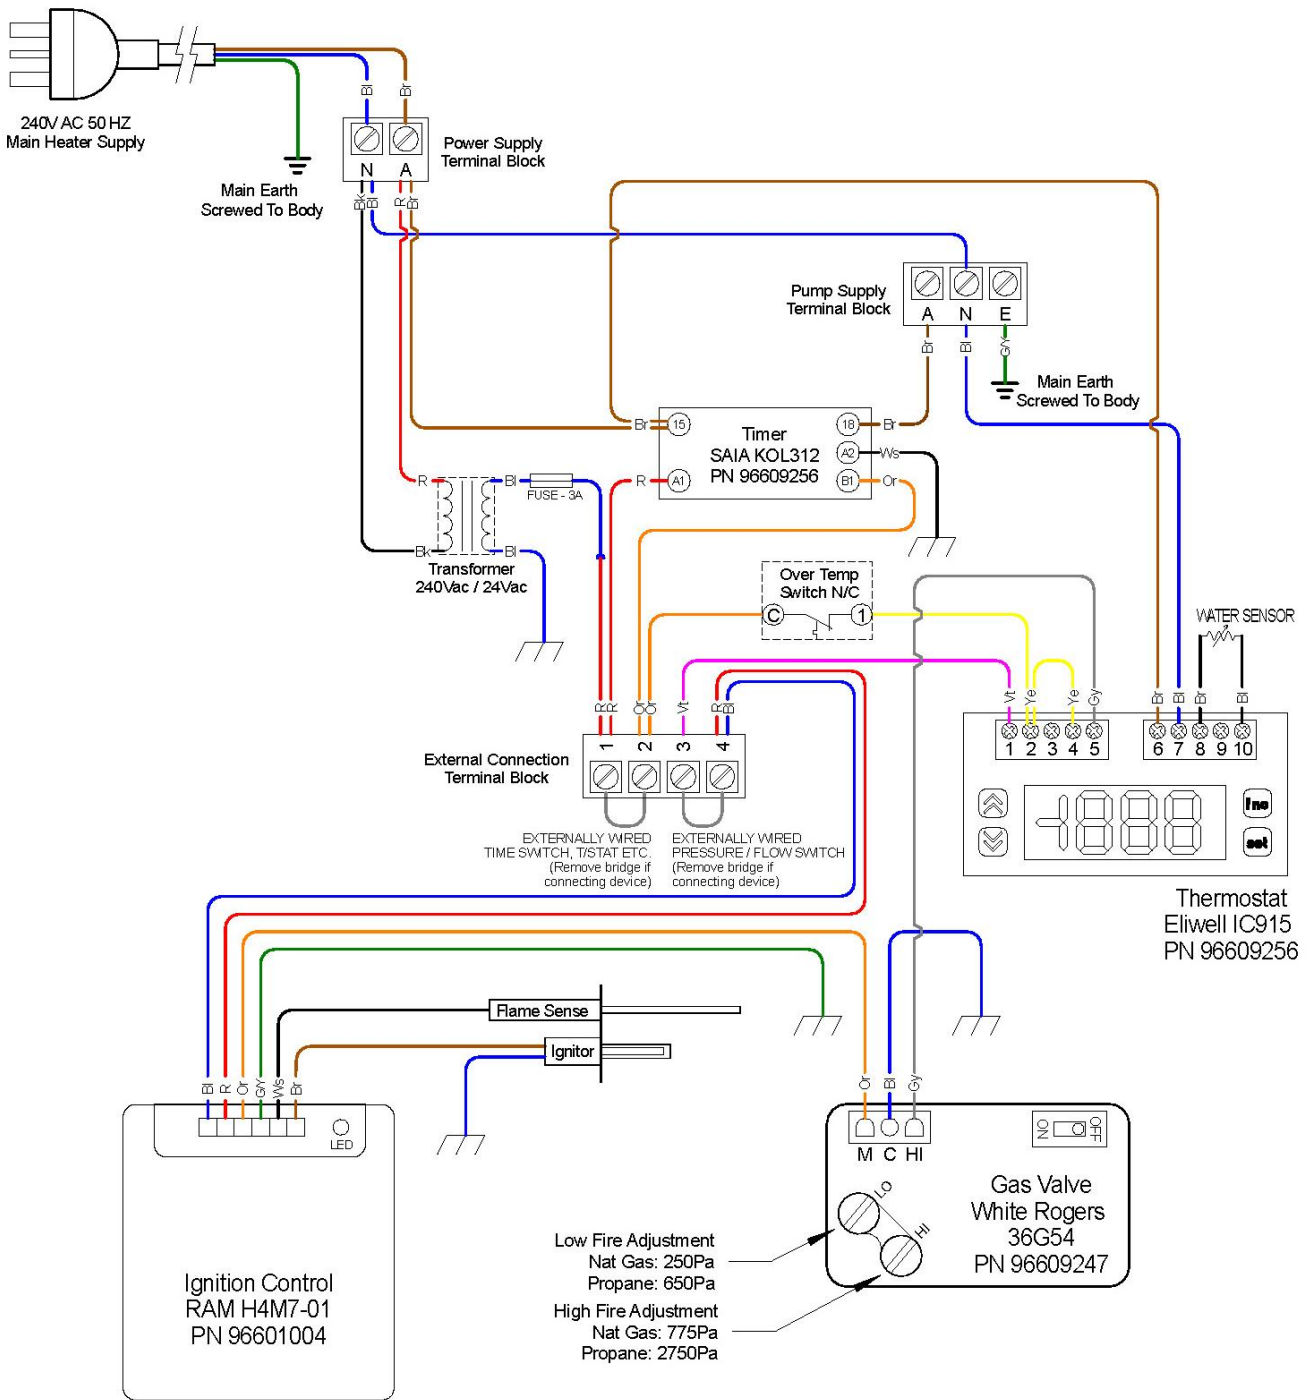 240V AC 50 HZ
Main Heater Supply
Bl
Br
Power Supply
Terminal Block
N
A
Main Earth
Screwed To Body
Bk
Bl
R
Br
Pump Supply
Terminal Block
A
N
E
Br
Bl
G/Y
Main Earth
Screwed To Body
Br
15
Timer
SAIA KOL312
PN 96609256
18
Br
A2
Ws
R
A1
B1
Or
R
Bl
FUSE - 3A
Bk
Bl
Transformer
240Vac / 24Vac
Over Temp
Switch N/C
C
1
WATER SENSOR
R
R
Or
Or
Vt
R
Bl
Vt
Ye
Ye
Gy
Br
Bl
Br
Bl
1
2
3
4
5
6
7
8
9
10
External Connection
Terminal Block
1
2
3
4
EXTERNALLY WIRED
TIME SWITCH, T/STAT ETC.
(Remove bridge if
connecting device)
EXTERNALLY WIRED
PRESSURE / FLOW SWITCH
(Remove bridge if
connecting device)
fnc
set
Thermostat
Eliwell IC915
PN 96609256
Flame Sense
Ignitor
Bl
R
Or
G/Y
Ws
Br
LED
Ignition Control
RAM H4M7-01
PN 96601004
Or
Bl
Gy
M
C
HI
ON
OFF
LO
HI
Gas Valve
White Rogers
36G54
PN 96609247
Low Fire Adjustment
Nat Gas: 250Pa
Propane: 650Pa
High Fire Adjustment
Nat Gas: 775Pa
Propane: 2750Pa